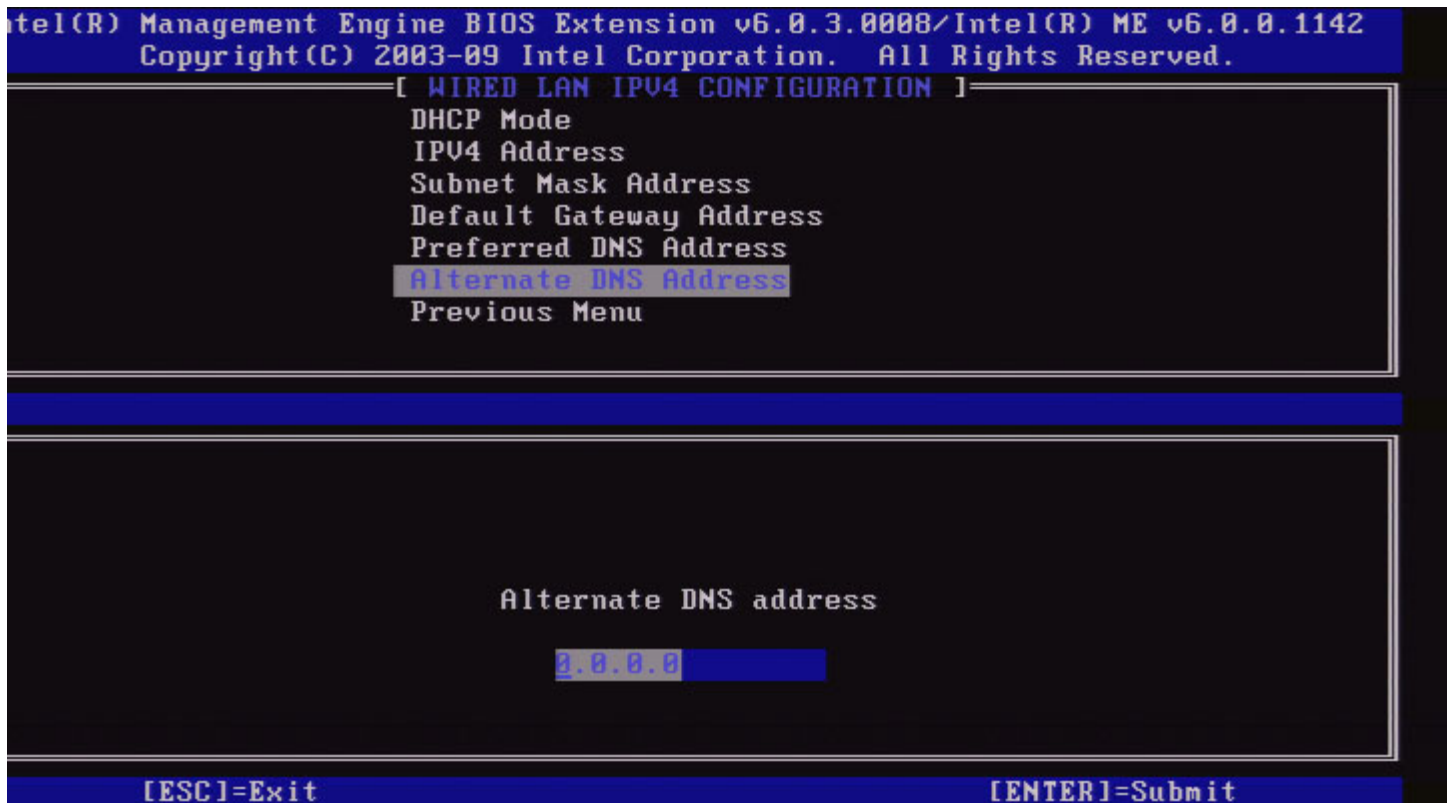 ntel(R) Management Engine BIOS Extension v6.0.3.0008/Intel(R) ME v6.0.0.1142
Copyright(C) 2003-09 Intel Corporation. All Rights Reserved.
[ WIRED LAN IPV4 CONFIGURATION ]
DHCP Mode
IPV4 Address
Subnet Mask Address
Default Gateway Address
Preferred DNS Address
Alternate DNS Address
Previous Menu
Alternate DNS address
0.0.0.0
[ESC]=Exit [ENTER]=Submit